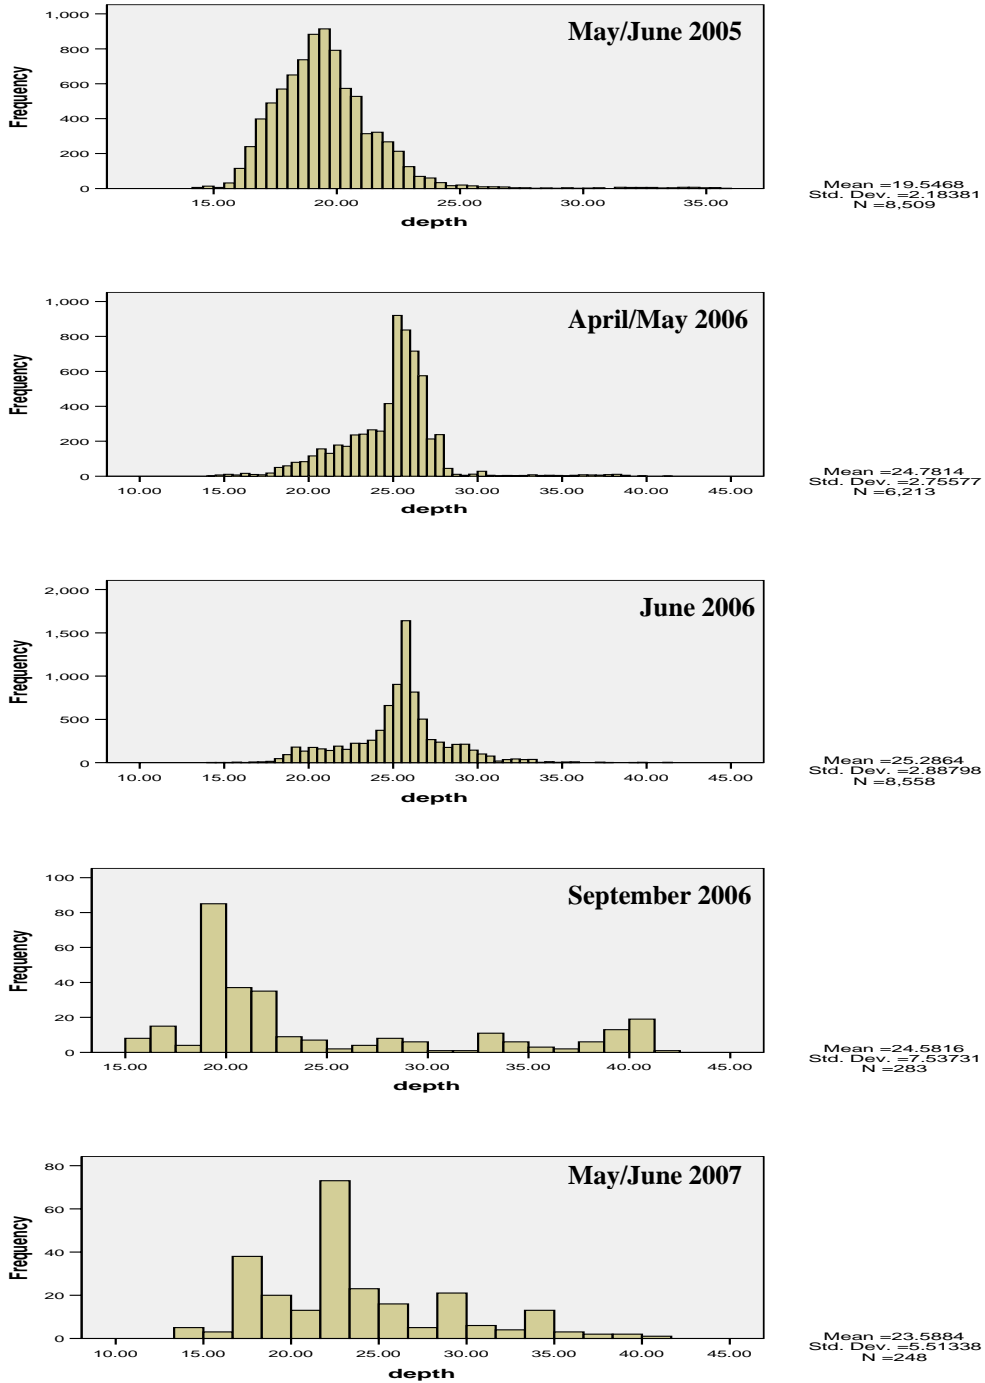 May/June 2005
1,000
800
600
400
200
0
Frequency
15.00 20.00 25.00 30.00 35.00
depth
Mean =19.5468
Std. Dev. =2.18381
N =8,509
April/May 2006
1,000
800
600
400
200
0
Frequency
10.00 15.00 20.00 25.00 30.00 35.00 40.00 45.00
depth
Mean =24.7814
Std. Dev. =2.75577
N =6,213
June 2006
2,000
1,500
1,000
500
0
Frequency
10.00 15.00 20.00 25.00 30.00 35.00 40.00 45.00
depth
Mean =25.2864
Std. Dev. =2.88798
N =8,558
September 2006
100
80
60
40
20
0
Frequency
15.00 20.00 25.00 30.00 35.00 40.00 45.00
depth
Mean =24.5816
Std. Dev. =7.53731
N =283
May/June 2007
80
60
40
20
0
Frequency
10.00 15.00 20.00 25.00 30.00 35.00 40.00 45.00
depth
Mean =23.5884
Std. Dev. =5.51338
N =248